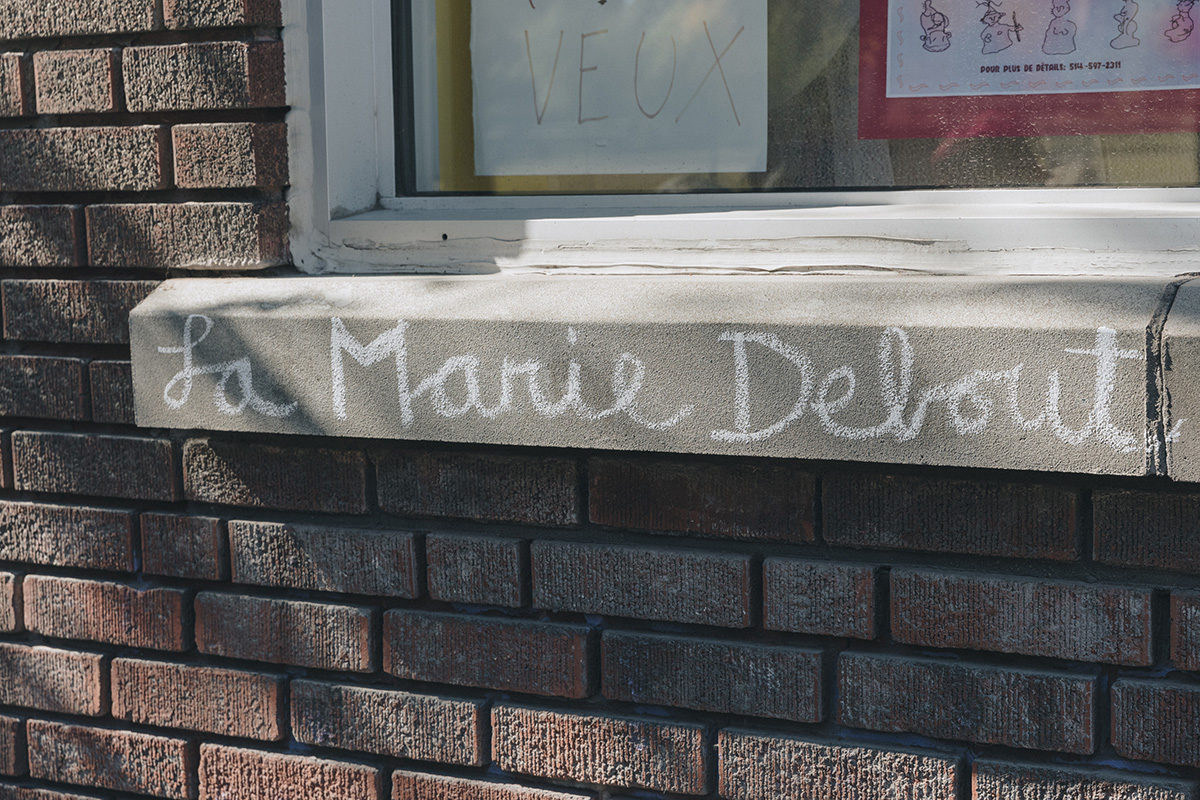 VEUX
POUR PLUS DE DÉTAILS: 514-597-2311
La Marie Debout